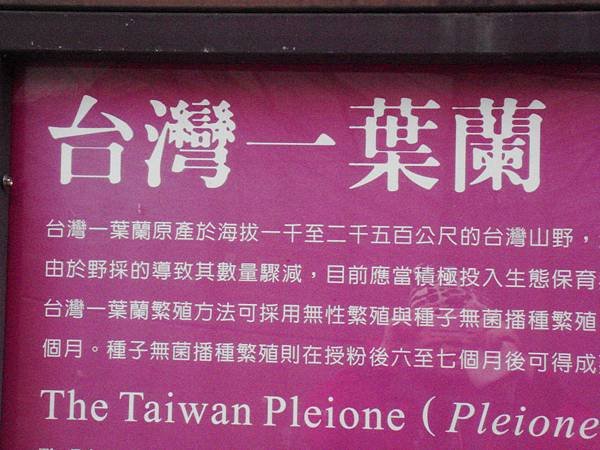 台灣一葉蘭
台灣一葉蘭原產於海拔一千至二千五百公尺的台灣山野，
由於野採的導致其數量驟減，目前應當積極投入生態保育
台灣一葉蘭繁殖方法可採用無性繁殖與種子無菌播種繁殖
個月。種子無菌播種繁殖則在授粉後六至七個月後可得成
The Taiwan Pleione ( Pleione